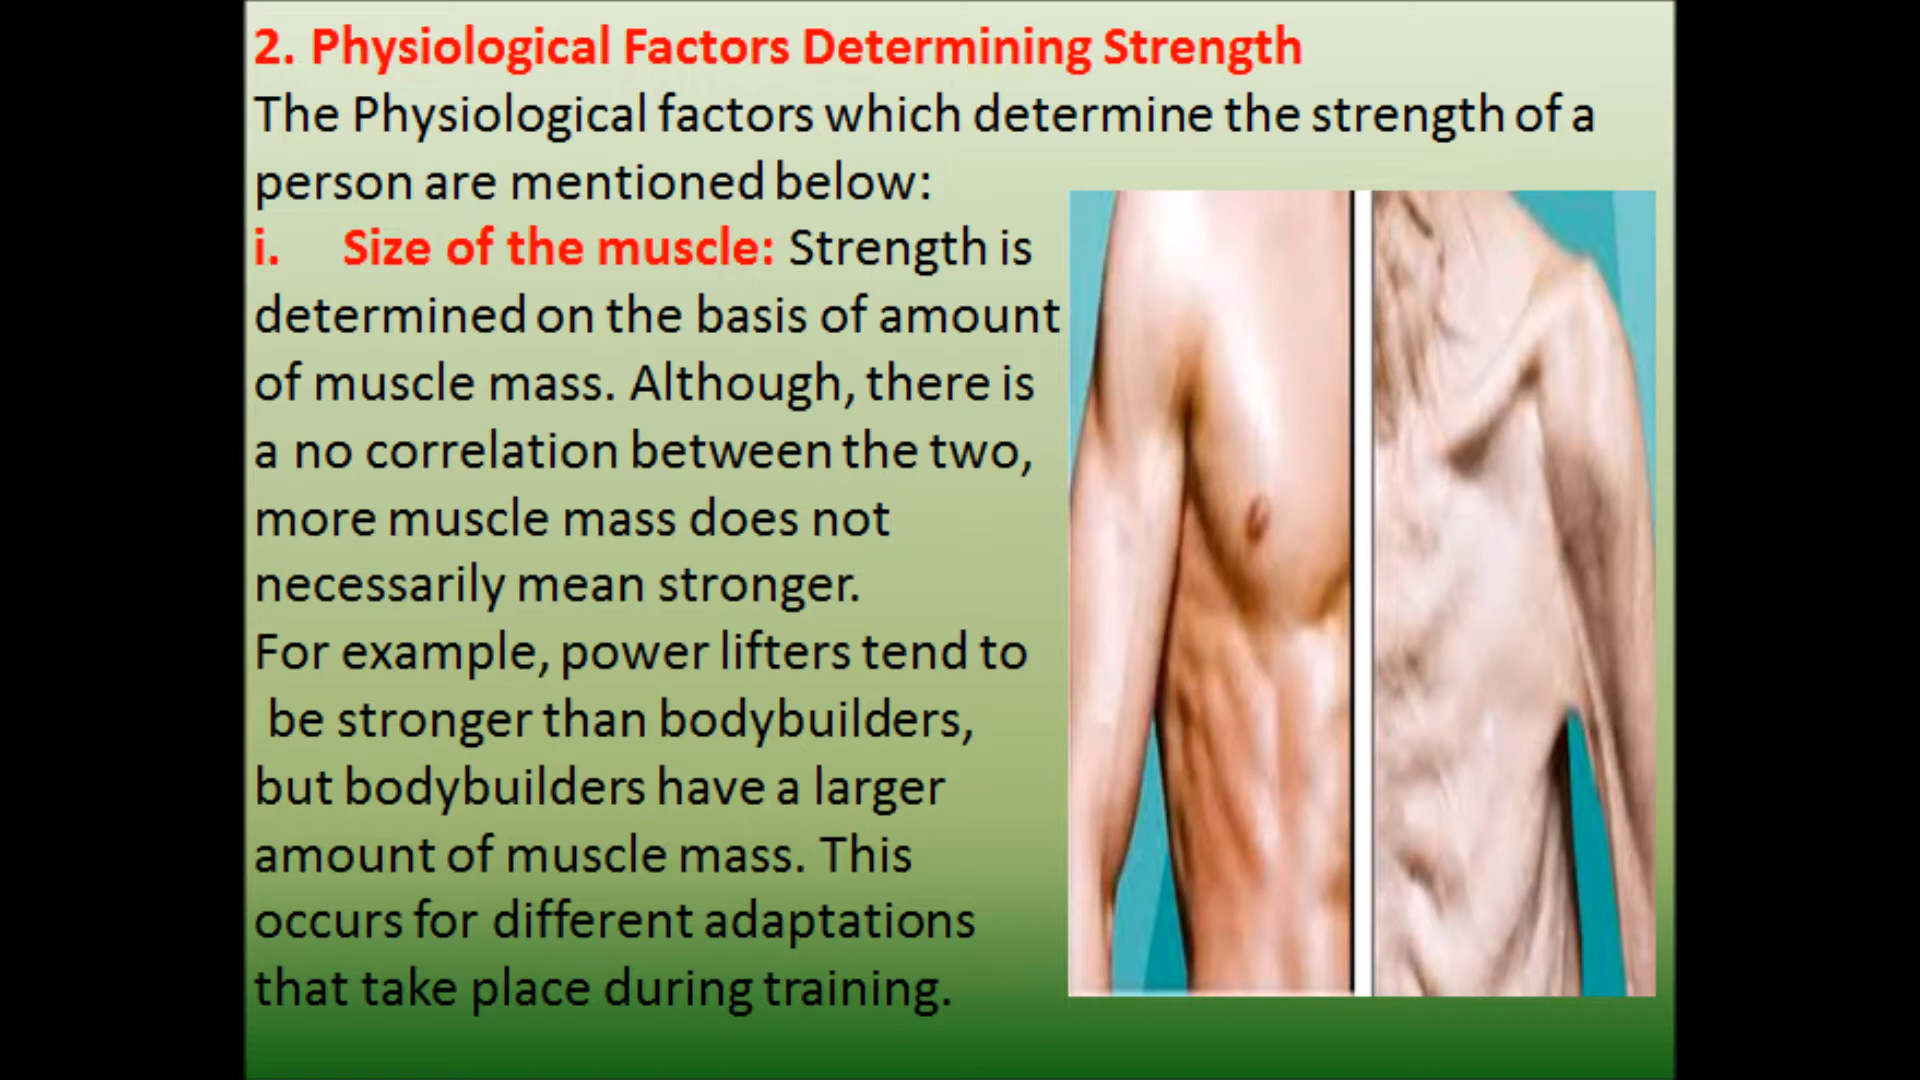 2. Physiological Factors Determining Strength
The Physiological factors which determine the strength of a
person are mentioned below:
i. Size of the muscle: Strength is
determined on the basis of amount
of muscle mass. Although, there is
a no correlation between the two,
more muscle mass does not
necessarily mean stronger.
For example, power lifters tend to
be stronger than bodybuilders,
but bodybuilders have a larger
amount of muscle mass. This
occurs for different adaptations
that take place during training.